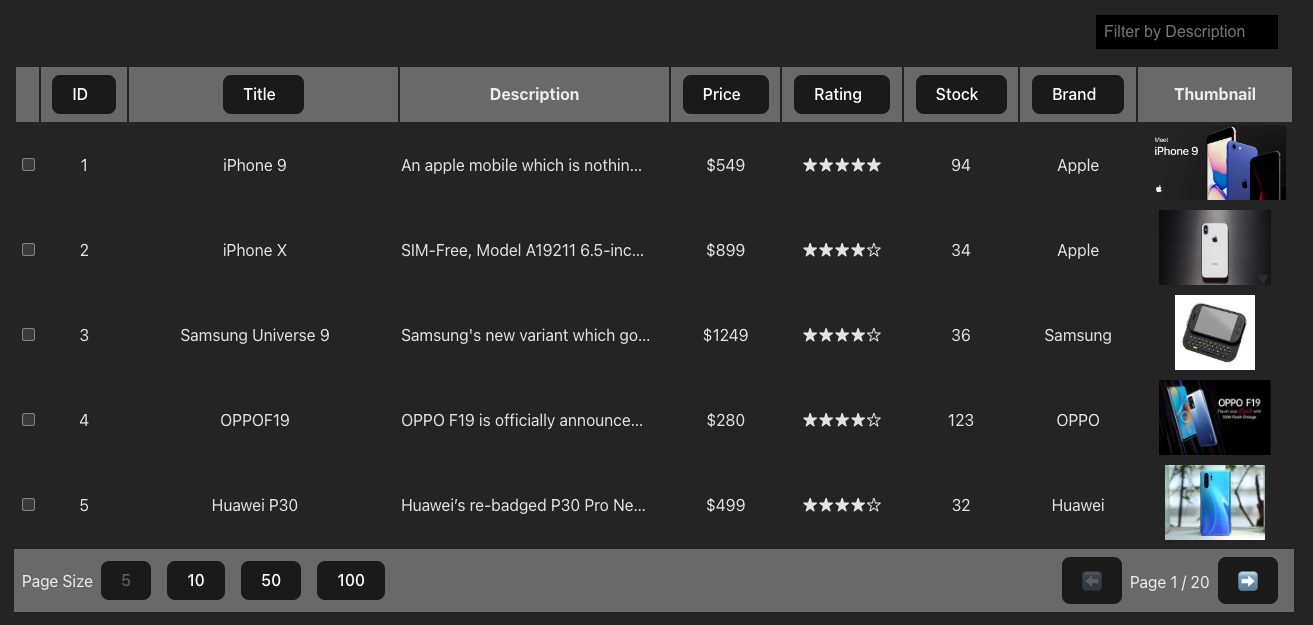 Filter by Description
ID Title Description Price Rating Stock Brand Thumbnail
1 iPhone 9 An apple mobile which is nothin... $549 ★★★★★ 94 Apple
Meet
iPhone 9
2 iPhone X SIM-Free, Model A19211 6.5-inc... $899 ★★★★☆ 34 Apple
3 Samsung Universe 9 Samsung's new variant which go... $1249 ★★★★☆ 36 Samsung
4 OPPOF19 OPPO F19 is officially announce... $280 ★★★★☆ 123 OPPO
OPPO F19
5 Huawei P30 Huawei’s re-badged P30 Pro Ne... $499 ★★★★☆ 32 Huawei
Page Size 5 10 50 100 Page 1 / 20